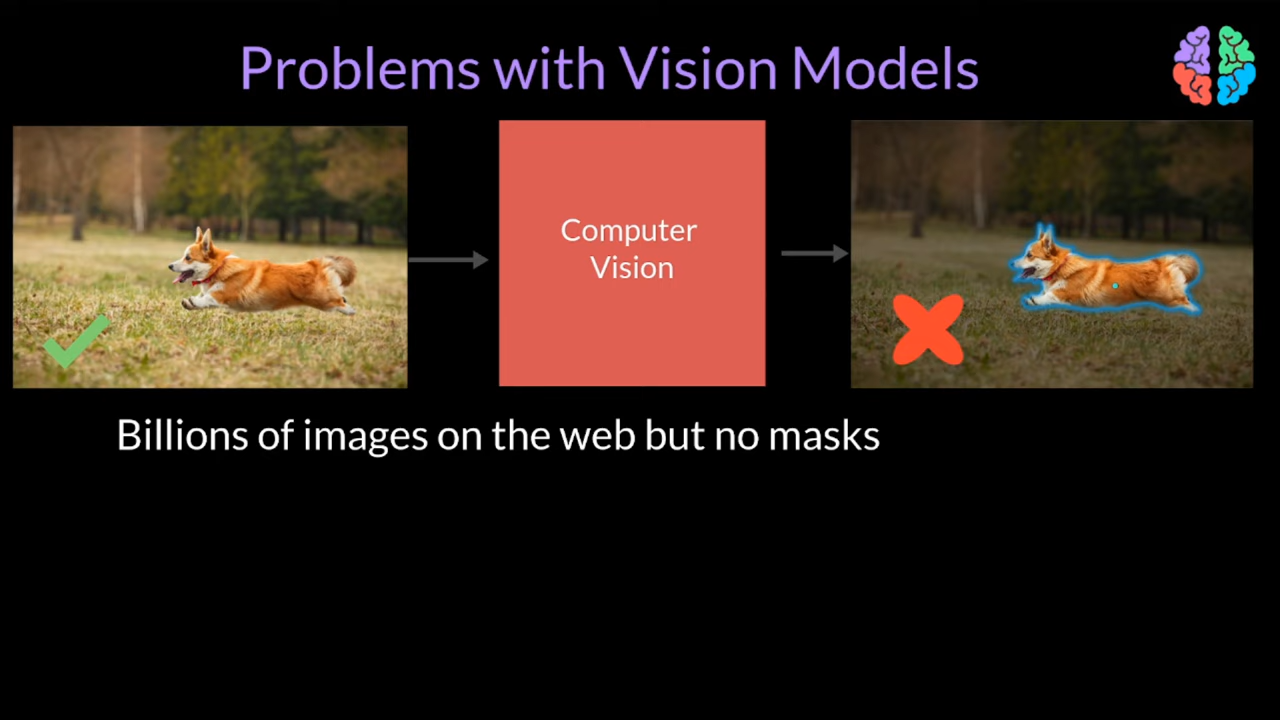 Problems with Vision Models
Computer
Vision
Billions of images on the web but no masks